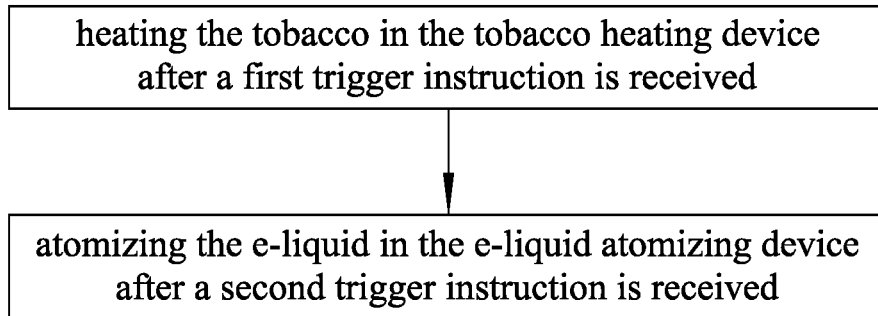 heating the tobacco in the tobacco heating device
after a first trigger instruction is received
atomizing the e-liquid in the e-liquid atomizing device
after a second trigger instruction is received